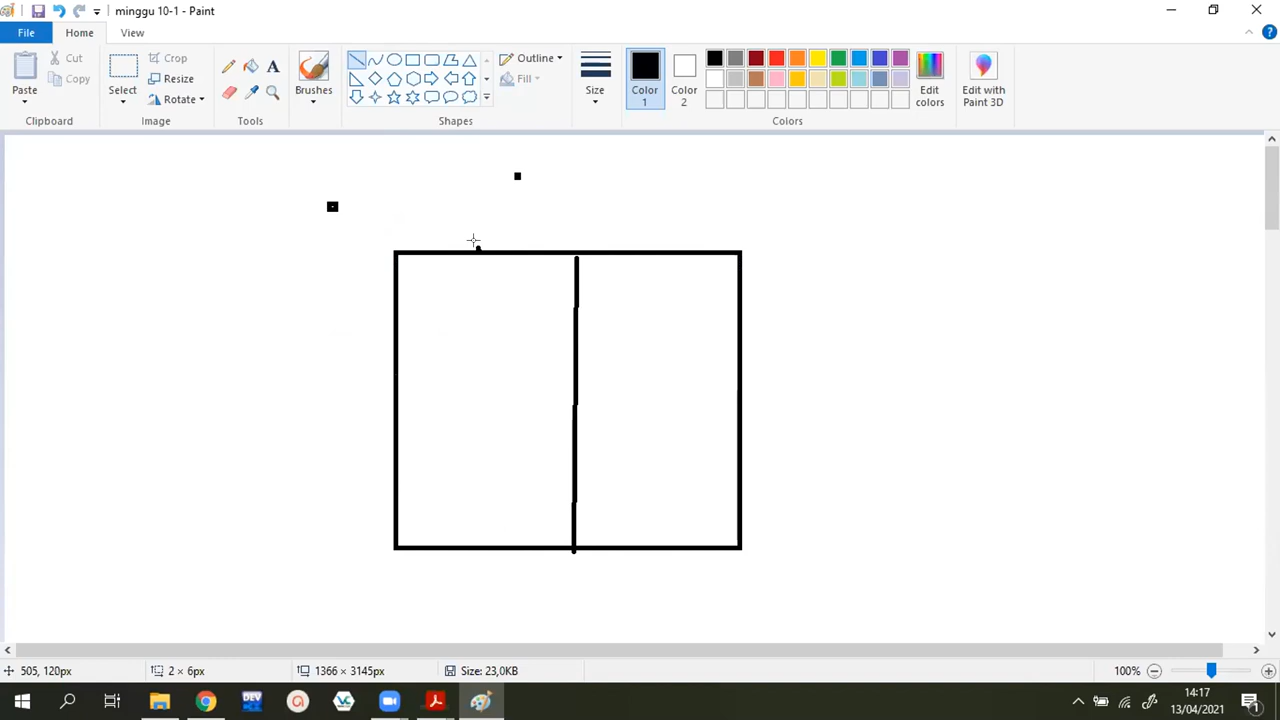 minggu 10-1 - Paint
File Home View
Paste
Cut
Copy
Clipboard
Select
Crop
Resize
Rotate
Image
A
Tools
Brushes
Outline
Fill
Shapes
Size
Color 1
Color 2
Edit colors
Colors
Edit with Paint 3D
505, 120px 2 × 6px 1366 × 3145px Size: 23,0KB 100%
DEV
14:17
13/04/2021
1